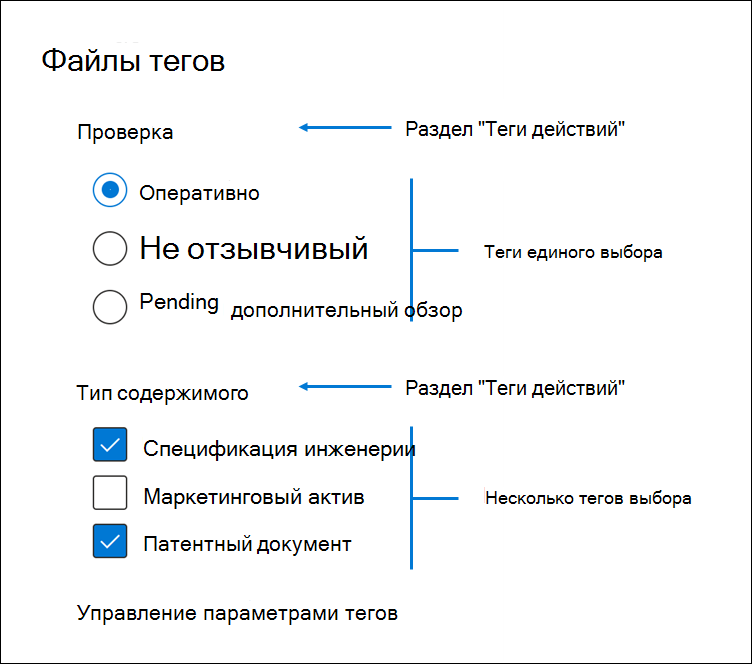 Файлы тегов
Проверка
Раздел "Теги действий"
Оперативно
Не отзывчивый
Теги единого выбора
Pending дополнительный обзор
Тип содержимого
Раздел "Теги действий"
Спецификация инженерии
Маркетинговый актив
Несколько тегов выбора
Патентный документ
Управление параметрами тегов